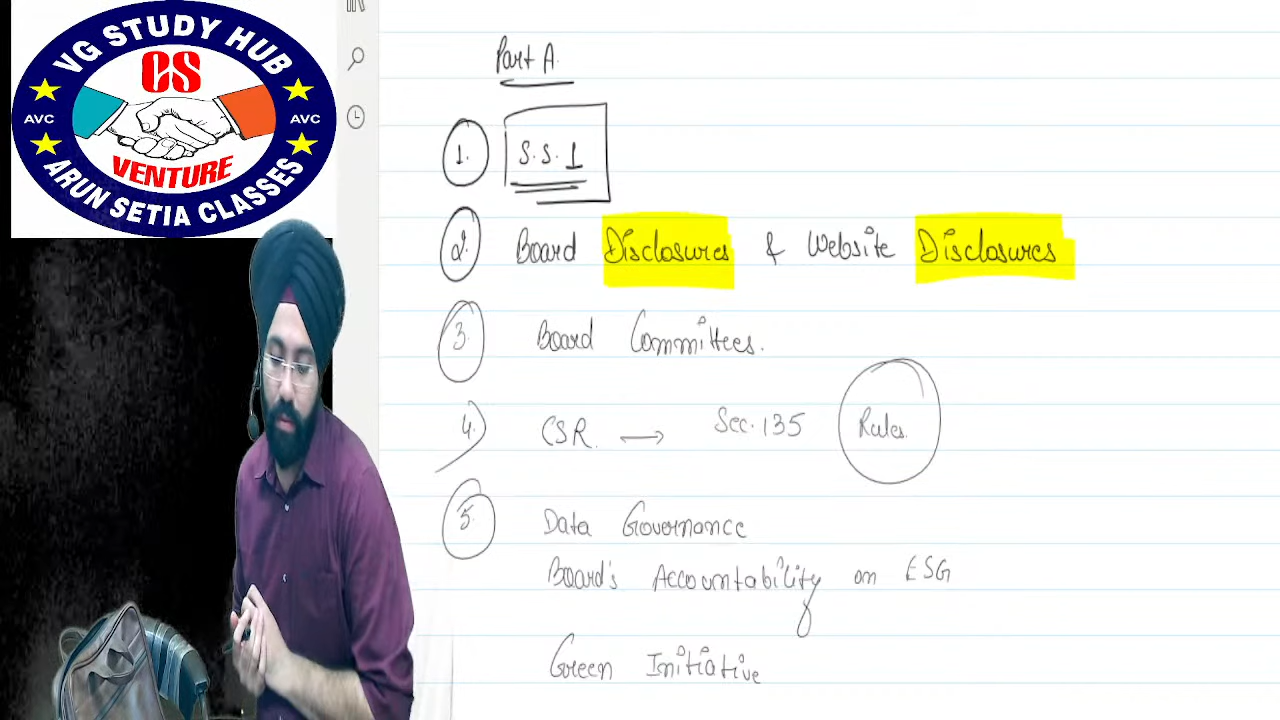 VG STUDY HUB
CS
AVC
AVC
VENTURE
ARUN SETIA CLASSES
Part A.
1. S.S.1
2. Board Disclosures & Website Disclosures
3. Board Committees.
4. CSR. → Sec.135 Rules.
5. Data Governance
Board's Accountability on ESG
Green Initiative